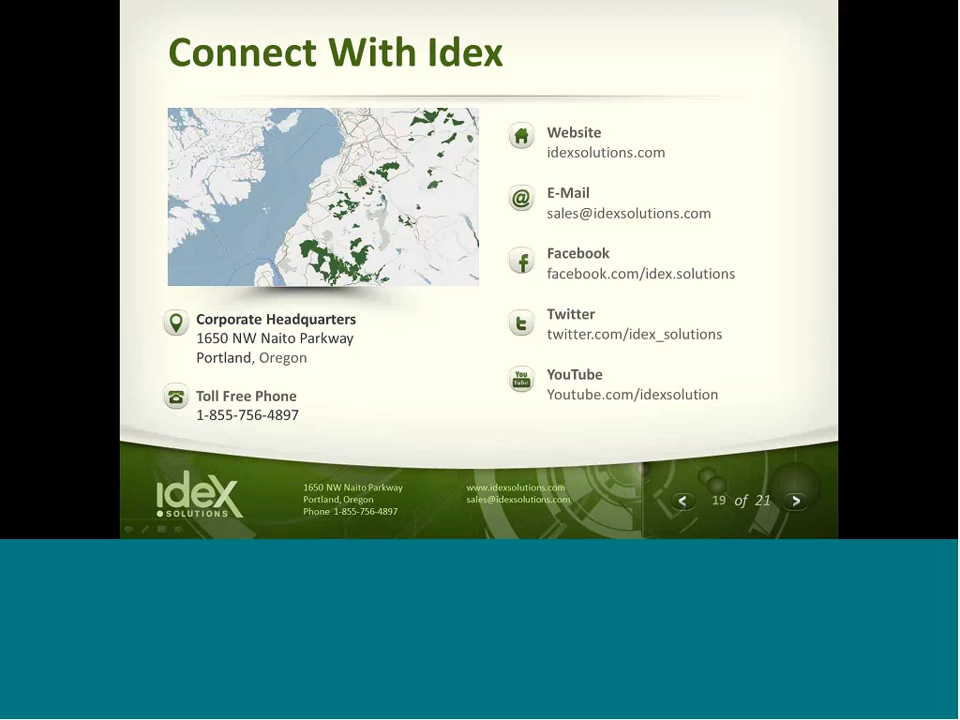 Connect With Idex
Corporate Headquarters
1650 NW Naito Parkway
Portland, Oregon
Toll Free Phone
1-855-756-4897
Website
idexsolutions.com
E-Mail
sales@idexsolutions.com
Facebook
facebook.com/idex.solutions
Twitter
twitter.com/idex_solutions
You
Tube
YouTube
Youtube.com/idexsolution
idex
SOLUTIONS
1650 NW Naito Parkway
Portland, Oregon
Phone 1-855-756-4897
www.idexsolutions.com
sales@idexsolutions.com
19 of 21